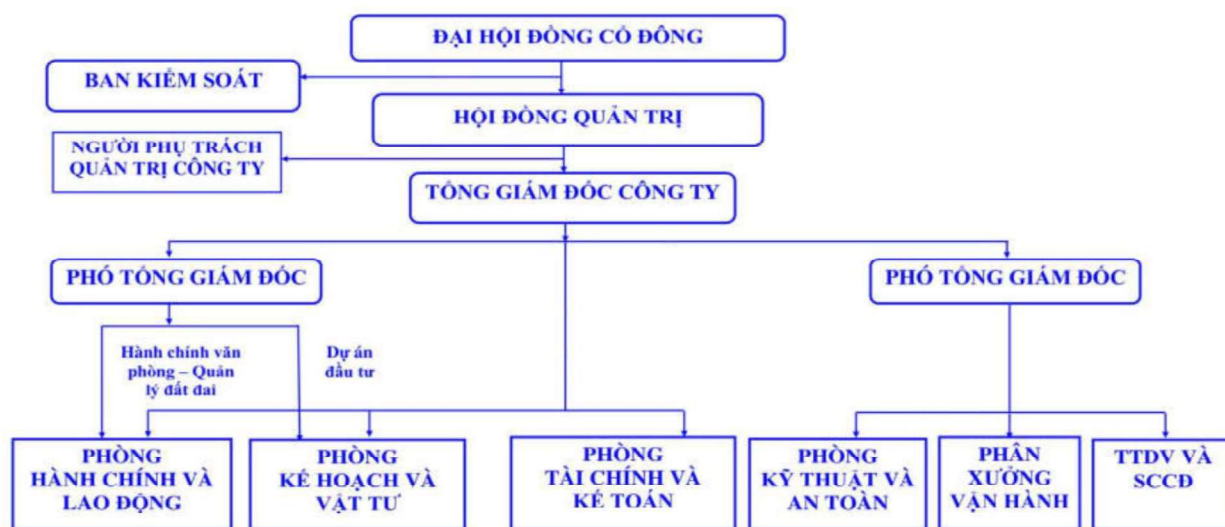 ĐẠI HỘI ĐỒNG CỔ ĐÔNG
BAN KIỂM SOÁT
HỘI ĐỒNG QUẢN TRỊ
NGƯỜI PHỤ TRÁCH
QUẢN TRỊ CÔNG TY
TỔNG GIÁM ĐỐC CÔNG TY
PHÓ TỔNG GIÁM ĐỐC
PHÓ TỔNG GIÁM ĐỐC
Hành chính văn
phòng – Quản
lý đất đai
Dự án
đầu tư
PHÒNG
HÀNH CHÍNH VÀ
LAO ĐỘNG
PHÒNG
KẾ HOẠCH VÀ
VẬT TƯ
PHÒNG
TÀI CHÍNH VÀ
KẾ TOÁN
PHÒNG
KỸ THUẬT VÀ
AN TOÀN
PHÂN
XƯỞNG
VẬN HÀNH
TTDV VÀ
SCCĐ